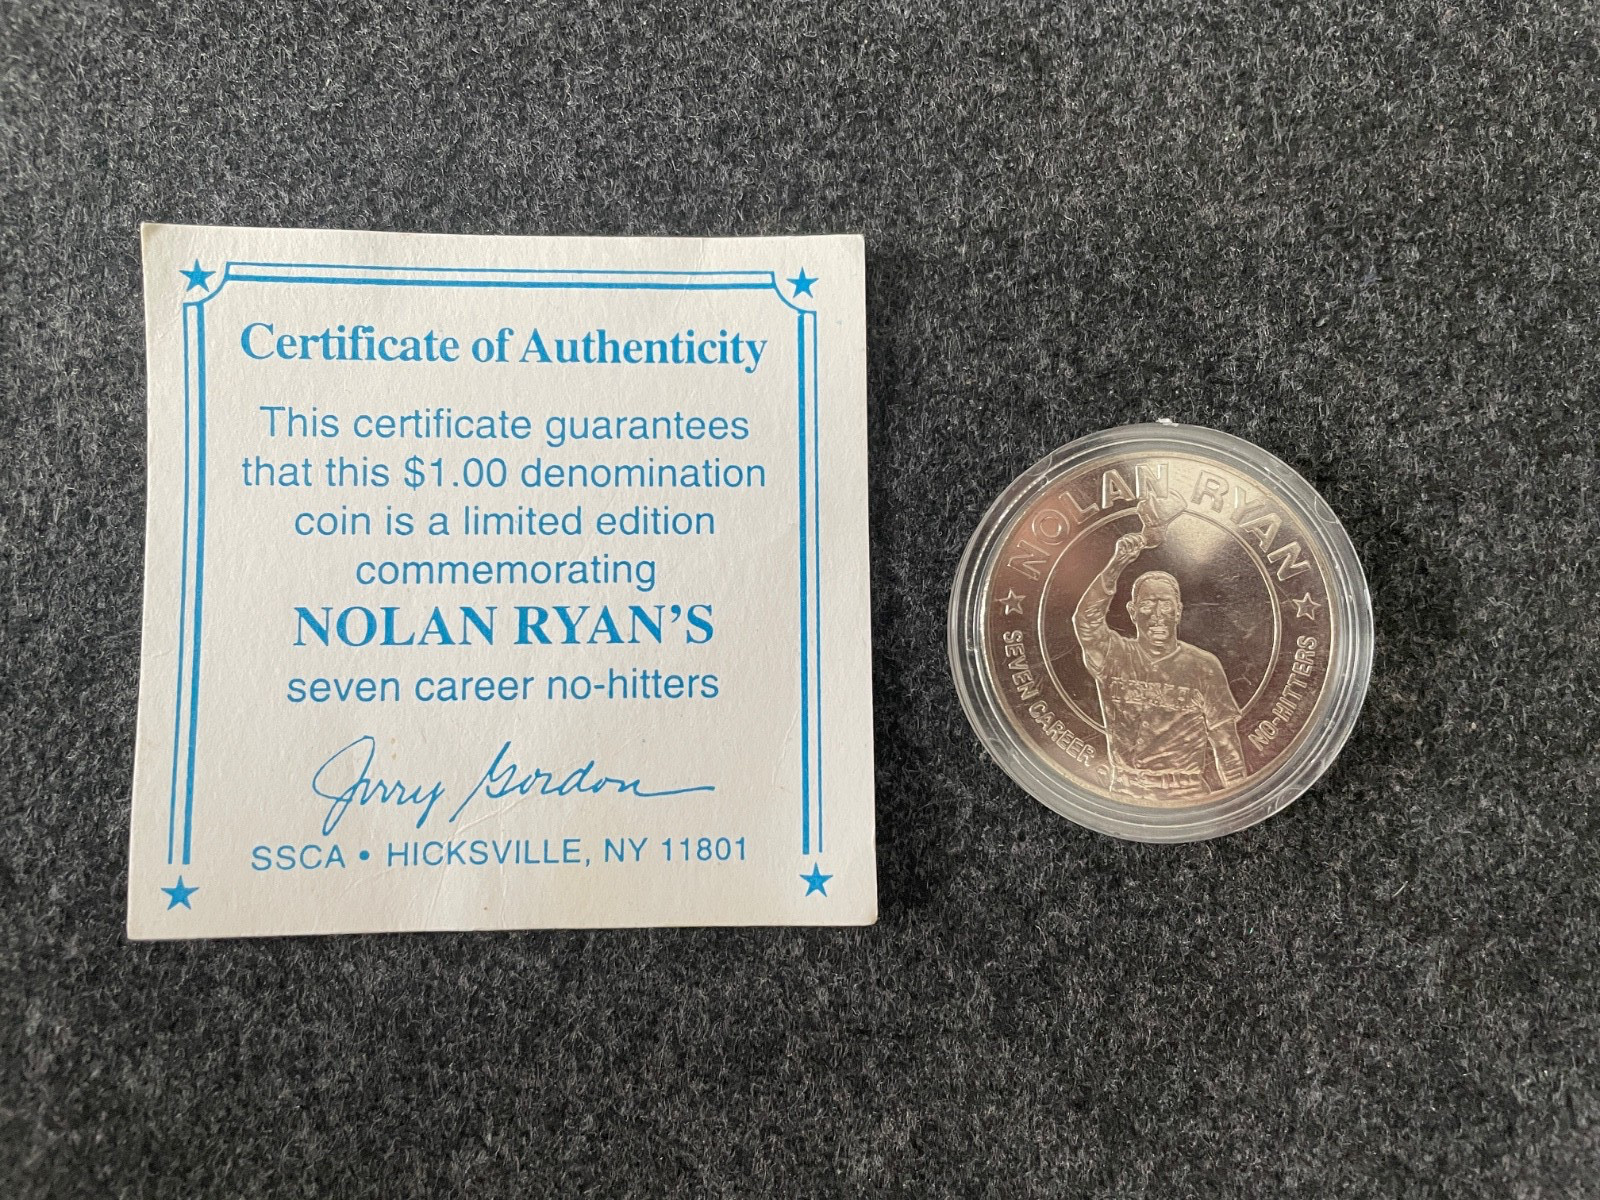 Certificate of Authenticity
This certificate guarantees
that this $1.00 denomination
coin is a limited edition
commemorating
NOLAN RYAN'S
seven career no-hitters
Jerry Gordon
SSCA • HICKSVILLE, NY 11801
NOLAN RYAN
SEVEN CAREER
NO-HITTERS